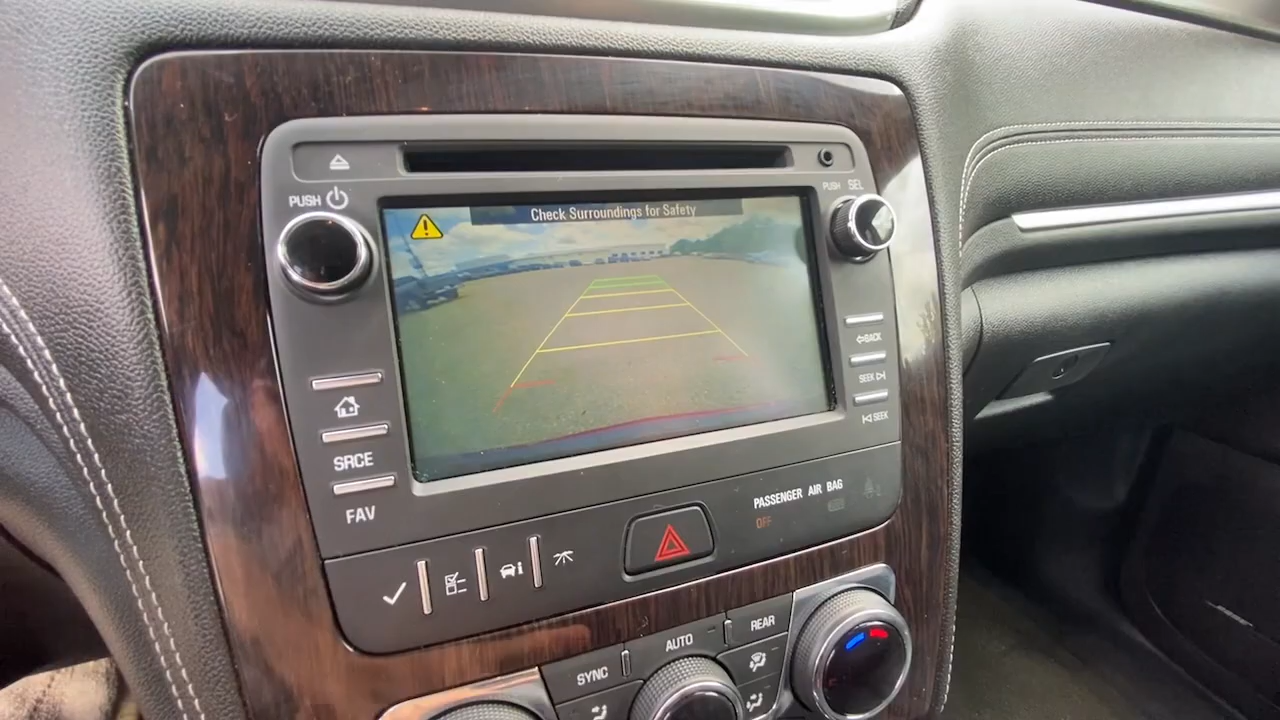 PUSH
PUSH SEL
Check Surroundings for Safety
BACK
SEEK
SEEK
SRCE
FAV
PASSENGER AIR BAG
OFF
REAR
AUTO
SYNC